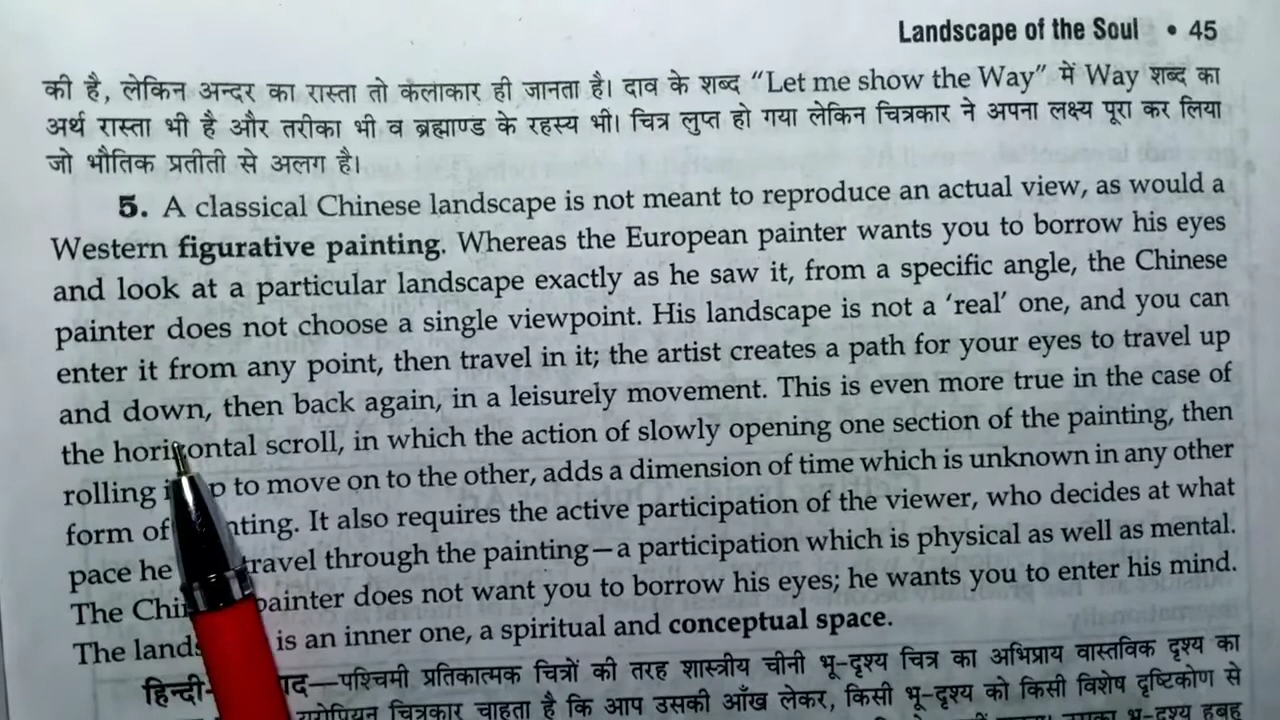 Landscape of the Soul • 45
की है, लेकिन अन्दर का रास्ता तो कलाकार ही जानता है। दाव के शब्द “Let me show the Way” में Way शब्द का
अर्थ रास्ता भी है और तरीका भी व ब्रह्माण्ड के रहस्य भी। चित्र लुप्त हो गया लेकिन चित्रकार ने अपना लक्ष्य पूरा कर लिया
जो भौतिक प्रतीती से अलग है।
5. A classical Chinese landscape is not meant to reproduce an actual view, as would a
Western figurative painting. Whereas the European painter wants you to borrow his eyes
and look at a particular landscape exactly as he saw it, from a specific angle, the Chinese
painter does not choose a single viewpoint. His landscape is not a ‘real’ one, and you can
enter it from any point, then travel in it; the artist creates a path for your eyes to travel up
and down, then back again, in a leisurely movement. This is even more true in the case of
the horizontal scroll, in which the action of slowly opening one section of the painting, then
rolling p to move on to the other, adds a dimension of time which is unknown in any other
form of nting. It also requires the active participation of the viewer, who decides at what
pace he travel through the painting—a participation which is physical as well as mental.
The Chi painter does not want you to borrow his eyes; he wants you to enter his mind.
The lands is an inner one, a spiritual and conceptual space.
हिन्दी- द—पश्चिमी प्रतिकात्मक चित्रों की तरह शास्त्रीय चीनी भू-दृश्य चित्र का अभिप्राय वास्तविक दृश्य का
यूरोपियन चित्रकार चाहता है कि आप उसकी आँख लेकर, किसी भू-दृश्य को किसी विशेष दृष्टिकोण से